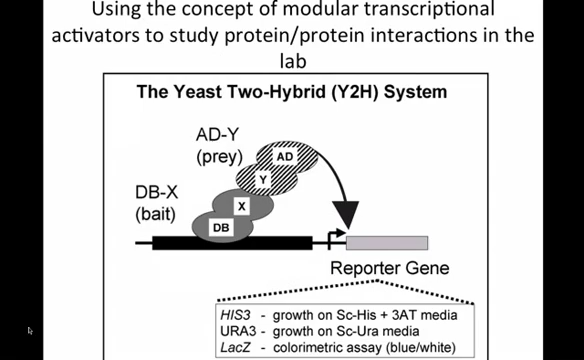 Using the concept of modular transcriptional
activators to study protein/protein interactions in the
lab
The Yeast Two-Hybrid (Y2H) System
AD-Y
(prey)
AD
Y
DB-X
(bait)
X
DB
Reporter Gene
HIS3 - growth on Sc-His + 3AT media
URA3 - growth on Sc-Ura media
LacZ - colorimetric assay (blue/white)